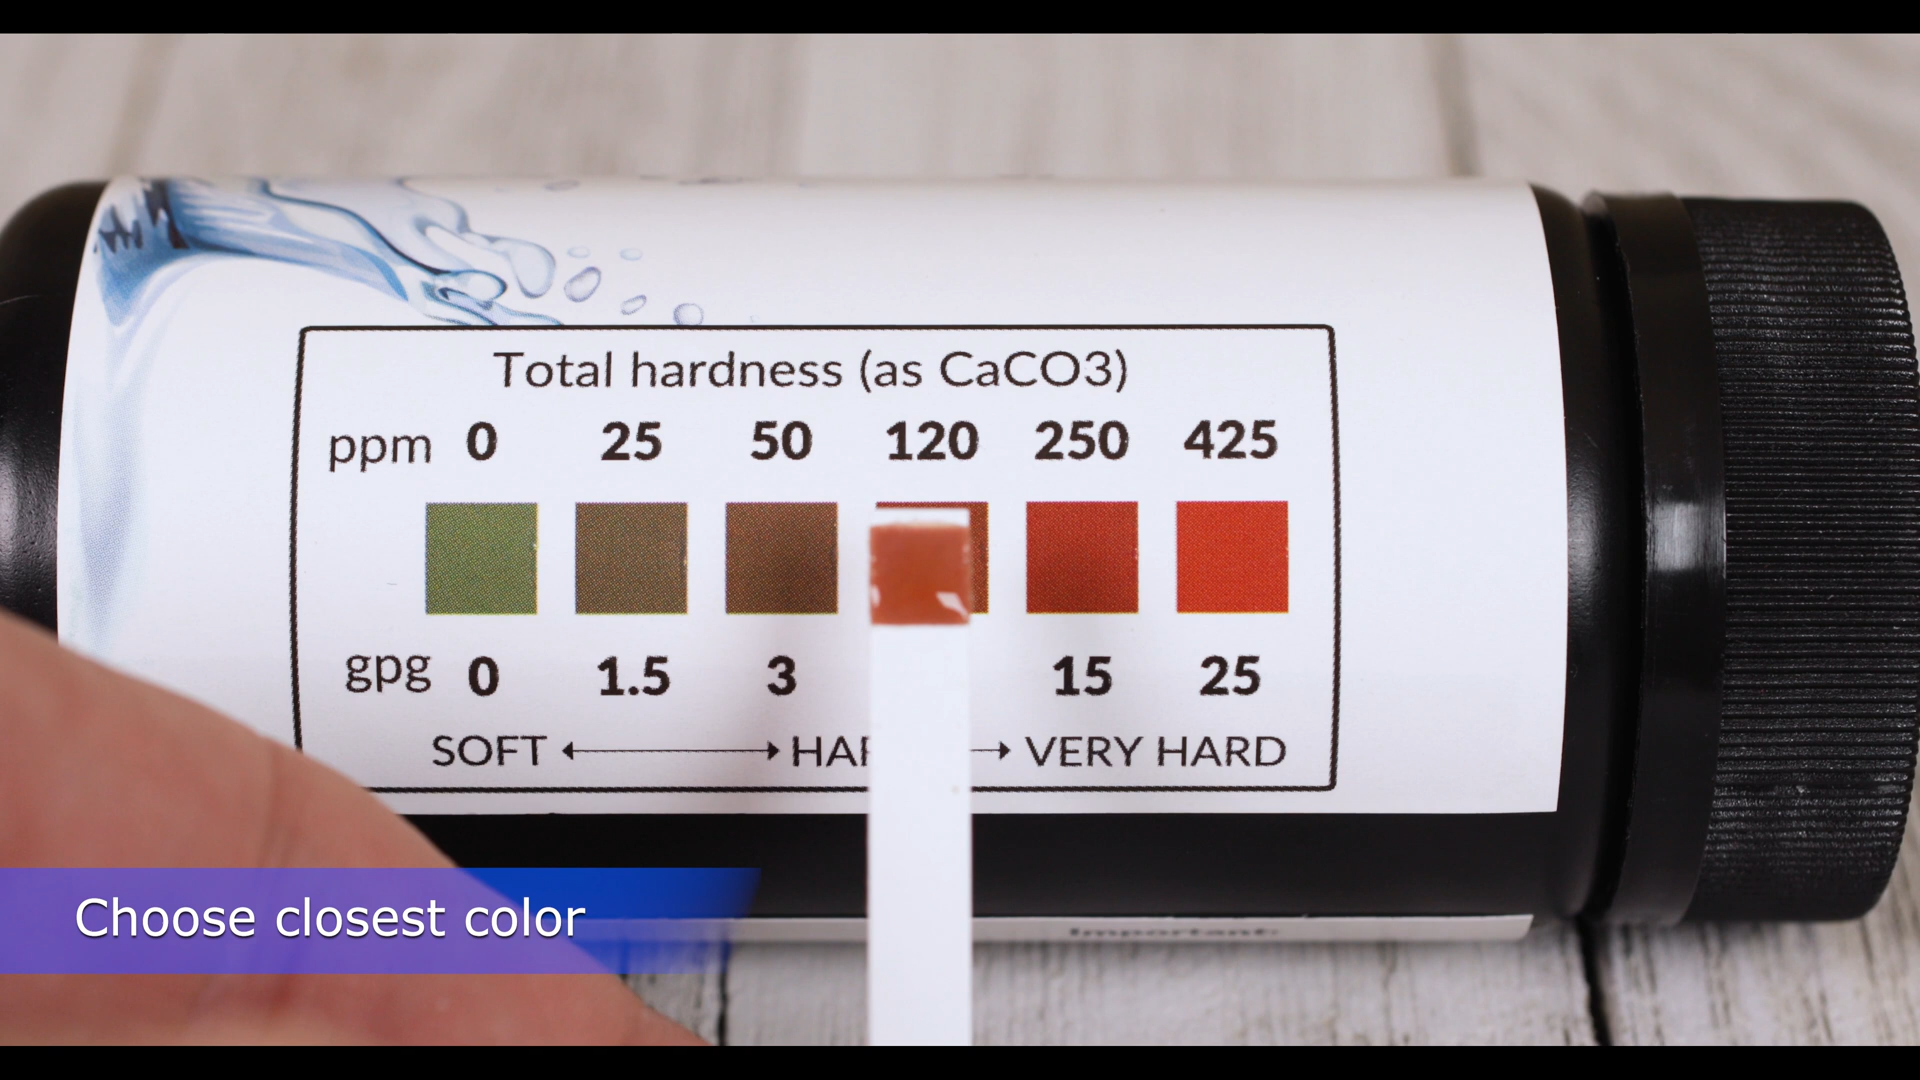 Total hardness (as CaCO3)
ppm 0 25 50 120 250 425
gpg 0 1.5 3 15 25
SOFT HAR VERY HARD
Choose closest color
Important: